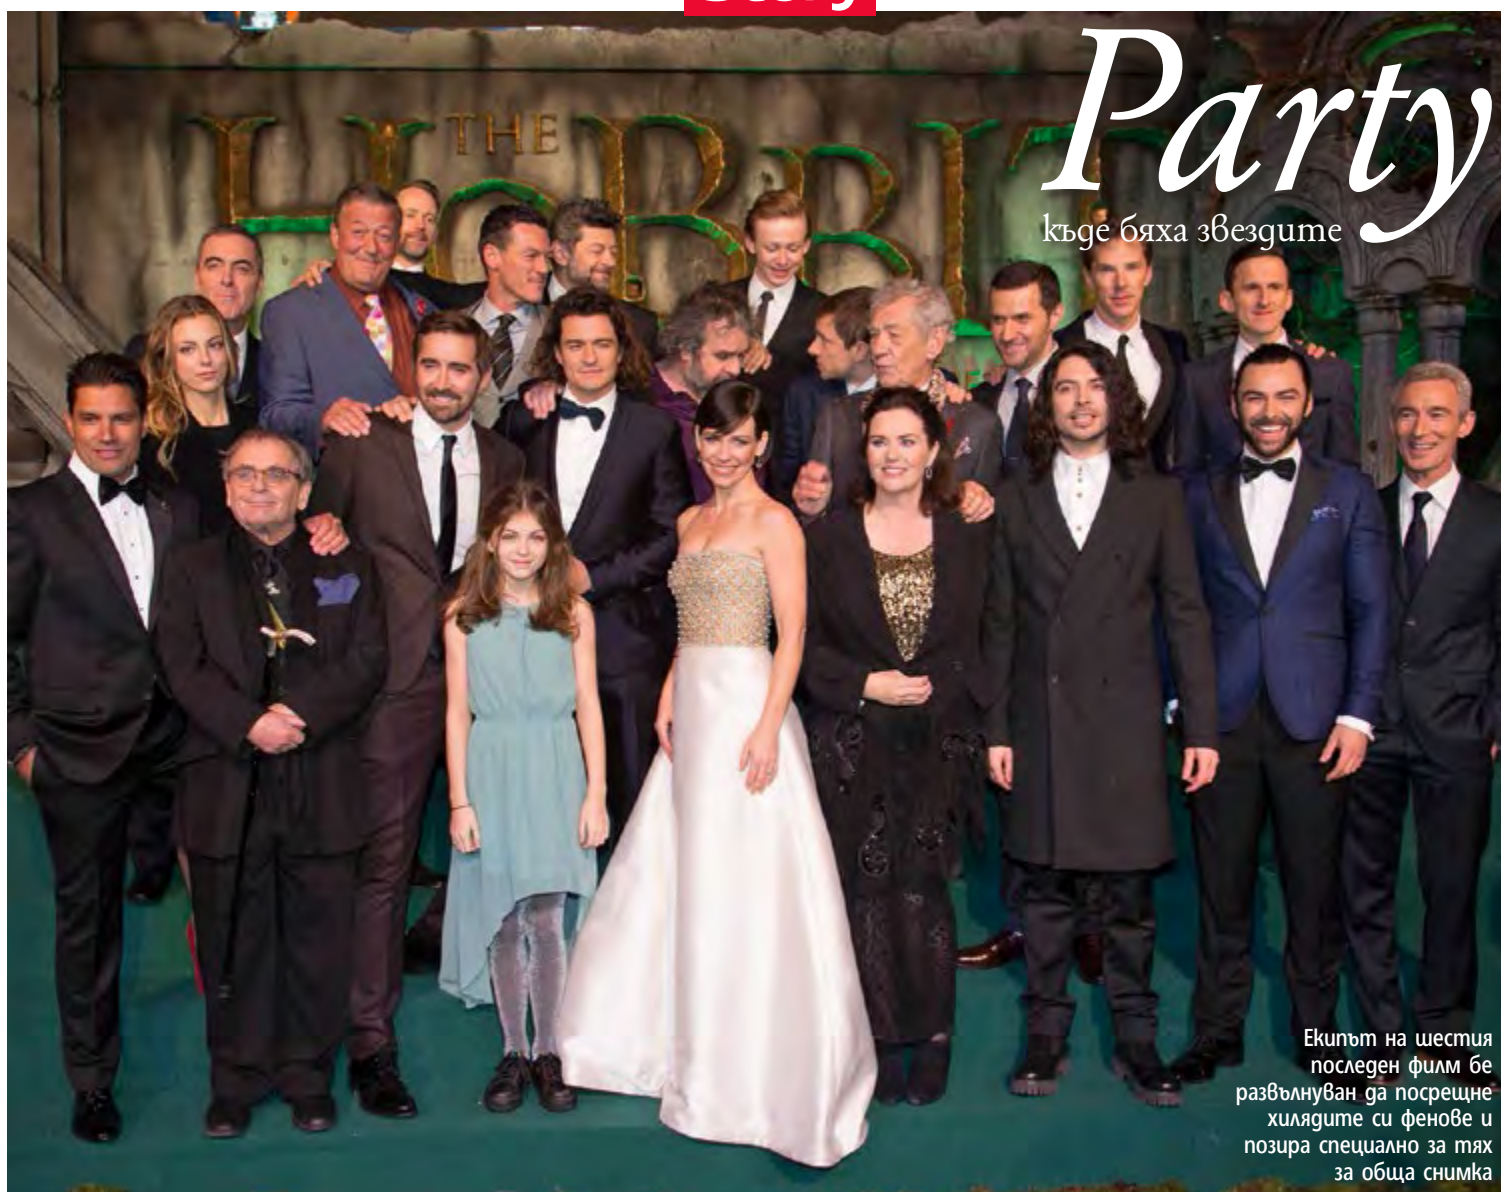 Story
THE
HOBBIT
Party
където бяха звездите
Екипът на шестия
последен филм бе
развълнуван да посрещне
хилядите си фенове и
позира специално за тях
за обща снимка